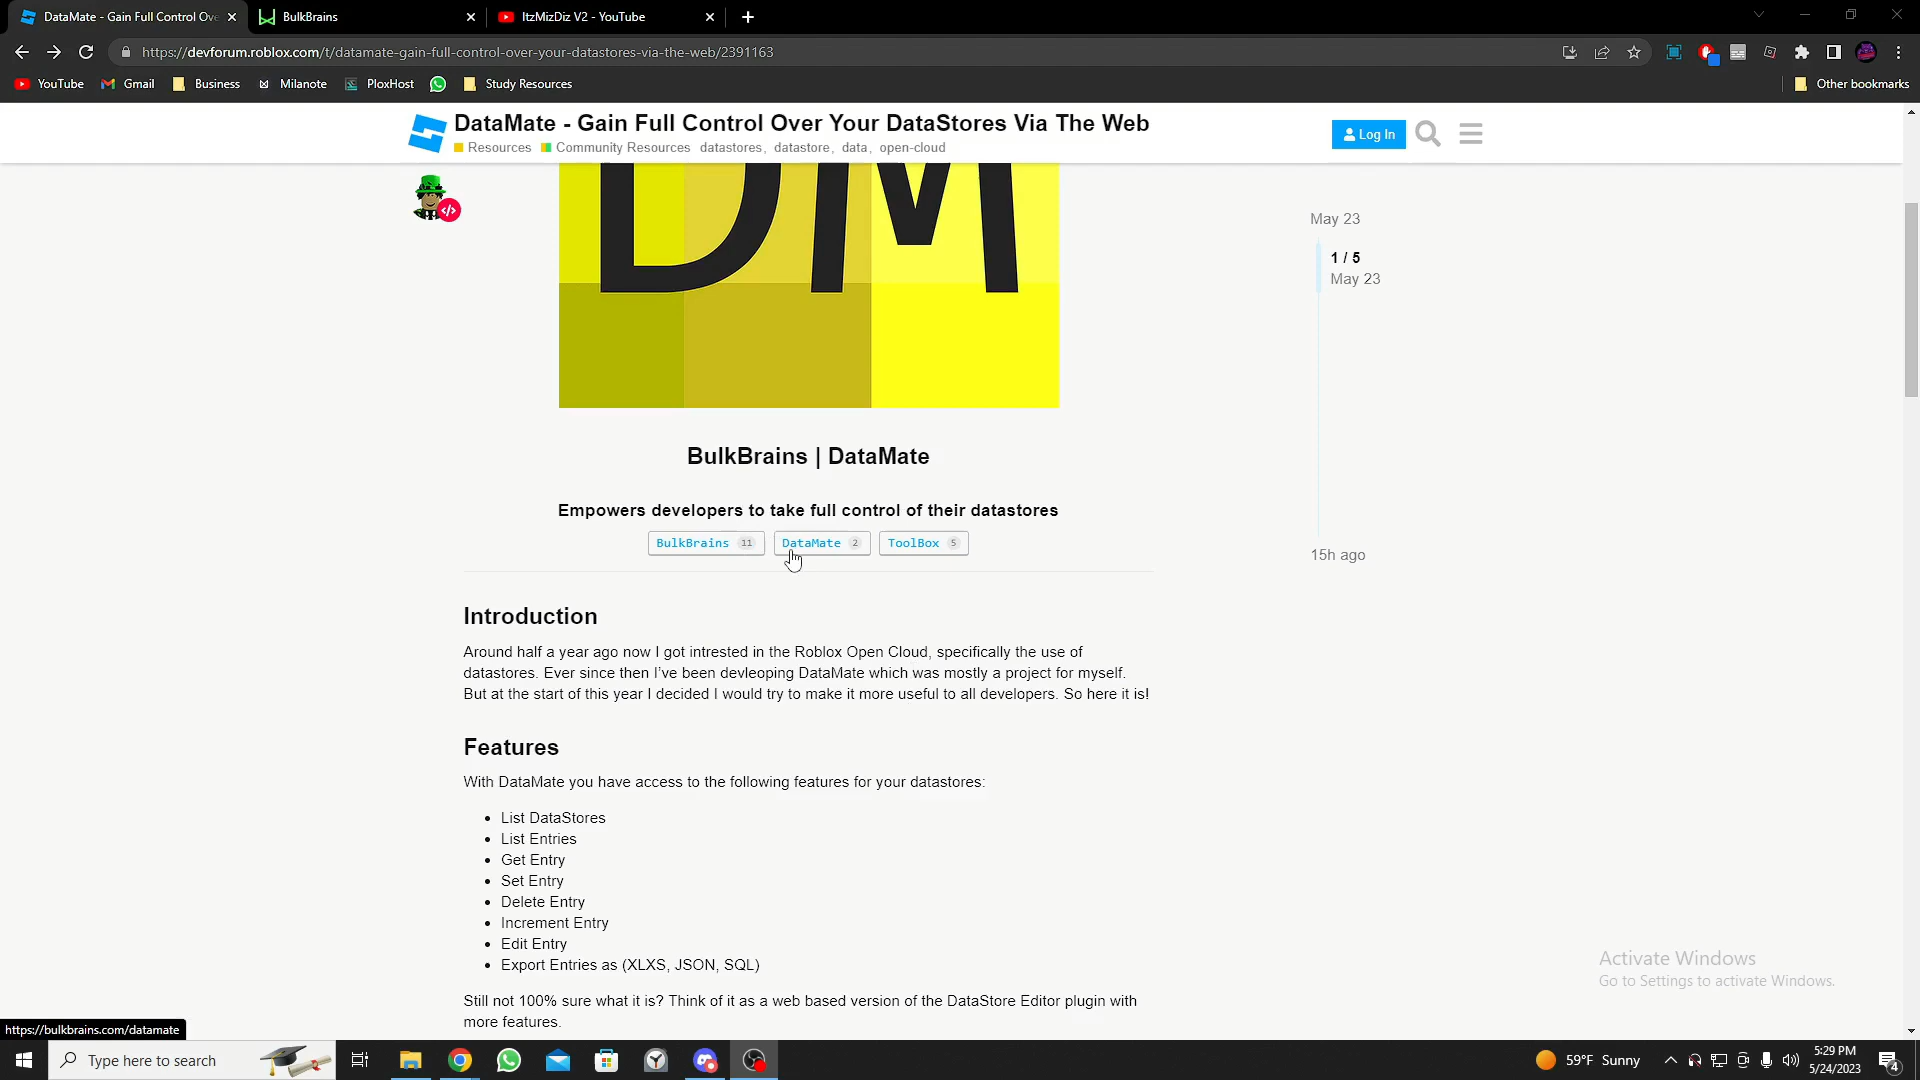 DataMate - Gain Full Control Ove
BulkBrains
ItzMizDiz V2 - YouTube
https://devforum.roblox.com/t/datamate-gain-full-control-over-your-datastores-via-the-web/2391163
YouTube
Gmail
Business
Milanote
PloxHost
Study Resources
Other bookmarks
DataMate - Gain Full Control Over Your DataStores Via The Web
Resources Community Resources datastores, datastore, data, open-cloud
Log In
DM
May 23
1 / 5
May 23
15h ago
BulkBrains | DataMate
Empowers developers to take full control of their datastores
BulkBrains 11 DataMate 2 ToolBox 5
Introduction
Around half a year ago now I got intrested in the Roblox Open Cloud, specifically the use of
datastores. Ever since then I've been devleoping DataMate which was mostly a project for myself.
But at the start of this year I decided I would try to make it more useful to all developers. So here it is!
Features
With DataMate you have access to the following features for your datastores:
• List DataStores
• List Entries
• Get Entry
• Set Entry
• Delete Entry
• Increment Entry
• Edit Entry
• Export Entries as (XLXS, JSON, SQL)
Still not 100% sure what it is? Think of it as a web based version of the DataStore Editor plugin with
more features.
Activate Windows
Go to Settings to activate Windows.
https://bulkbrains.com/datamate
Type here to search
59°F Sunny
5:29 PM
5/24/2023
4